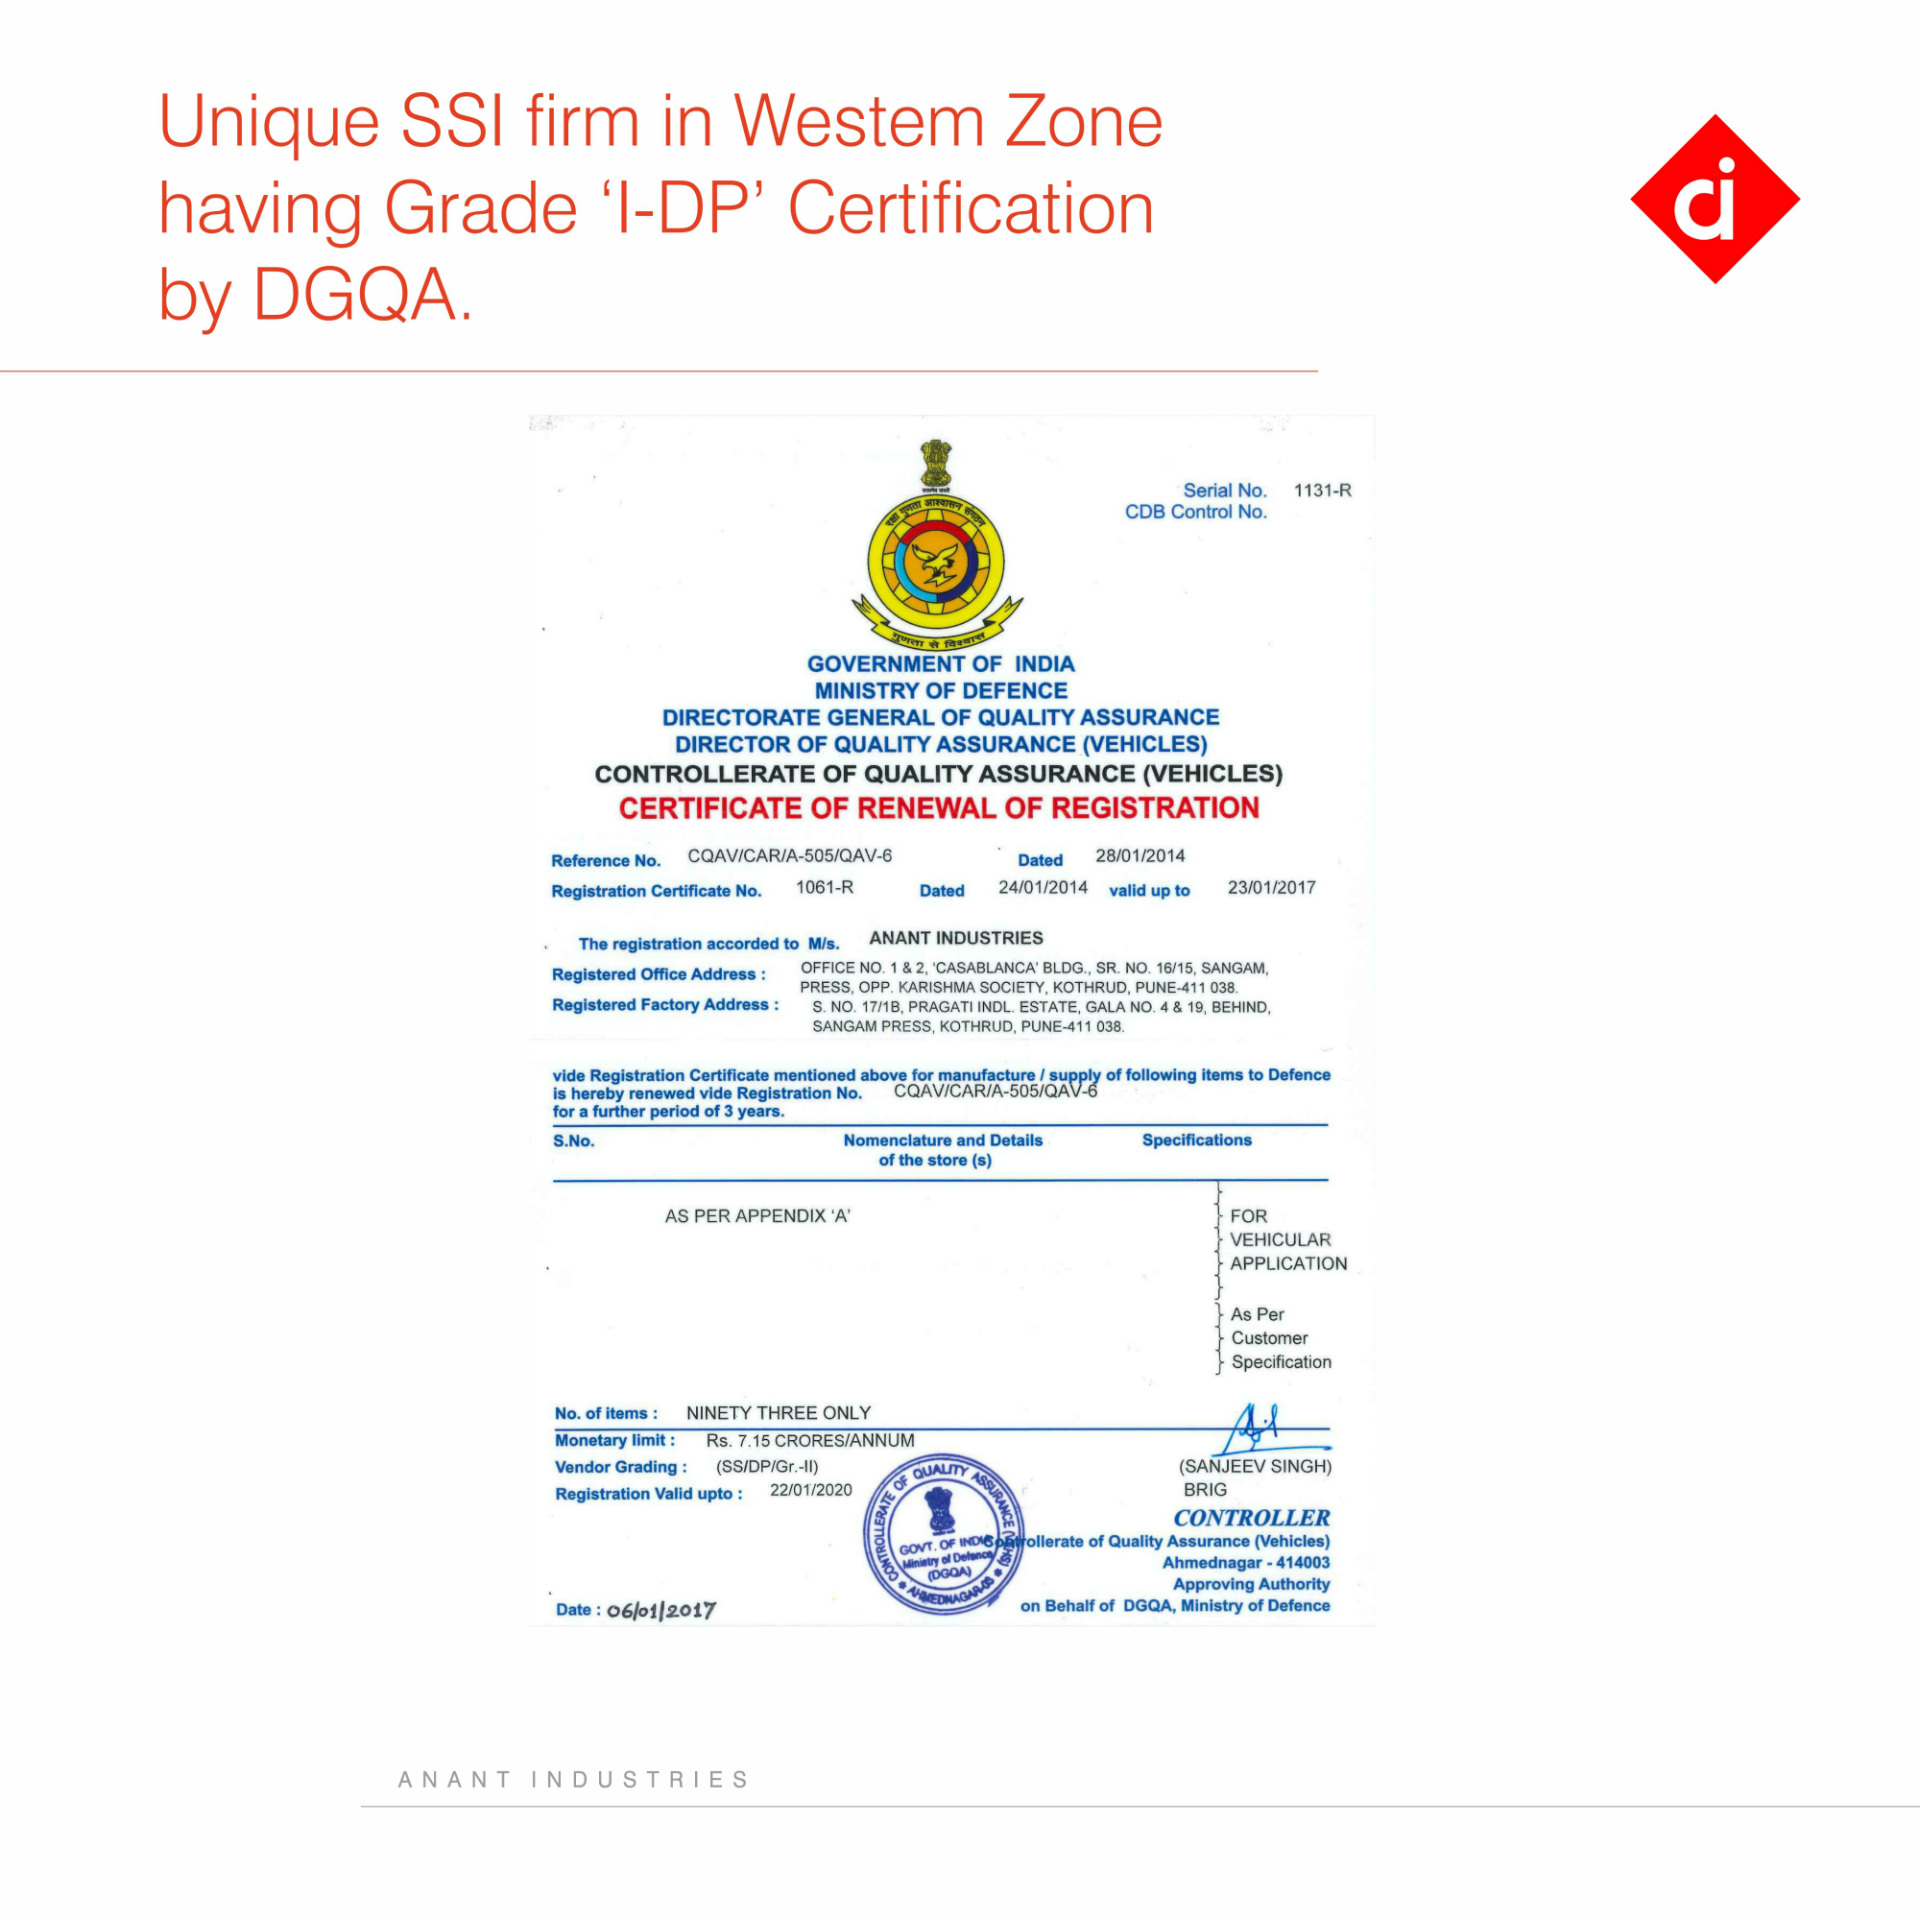 Unique SSI firm in Westem Zone
having Grade ‘I-DP’ Certification
by DGQA.
di
Serial No. 1131-R
CDB Control No.
रक्षा गुणता आश्वासन संगठन
गुणता से विश्वास
GOVERNMENT OF INDIA
MINISTRY OF DEFENCE
DIRECTORATE GENERAL OF QUALITY ASSURANCE
DIRECTOR OF QUALITY ASSURANCE (VEHICLES)
CONTROLLERATE OF QUALITY ASSURANCE (VEHICLES)
CERTIFICATE OF RENEWAL OF REGISTRATION
Reference No. CQAV/CAR/A-505/QAV-6 Dated 28/01/2014
Registration Certificate No. 1061-R Dated 24/01/2014 valid up to 23/01/2017
The registration accorded to M/s. ANANT INDUSTRIES
Registered Office Address : OFFICE NO. 1 & 2, ‘CASABLANCA’ BLDG., SR. NO. 16/15, SANGAM,
PRESS, OPP. KARISHMA SOCIETY, KOTHRUD, PUNE-411 038.
Registered Factory Address : S. NO. 17/1B, PRAGATI INDL. ESTATE, GALA NO. 4 & 19, BEHIND,
SANGAM PRESS, KOTHRUD, PUNE-411 038.
vide Registration Certificate mentioned above for manufacture / supply of following items to Defence
is hereby renewed vide Registration No. CQAV/CAR/A-505/QAV-6
for a further period of 3 years.
S.No. Nomenclature and Details Specifications
of the store (s)
AS PER APPENDIX ‘A’ FOR
VEHICULAR
APPLICATION
As Per
Customer
Specification
No. of items : NINETY THREE ONLY
Monetary limit : Rs. 7.15 CRORES/ANNUM
Vendor Grading : (SS/DP/Gr.-II) (SANJEEV SINGH)
Registration Valid upto : 22/01/2020 BRIG
CONTROLLER
Controllerate of Quality Assurance (Vehicles)
Ahmednagar - 414003
Approving Authority
on Behalf of DGQA, Ministry of Defence
CONTROLLERATE OF QUALITY ASSURANCE
GOVT. OF INDIA
Ministry of Defence
(DGQA)
AHMEDNAGAR-03
Date : 06/01/2017
ANANT INDUSTRIES